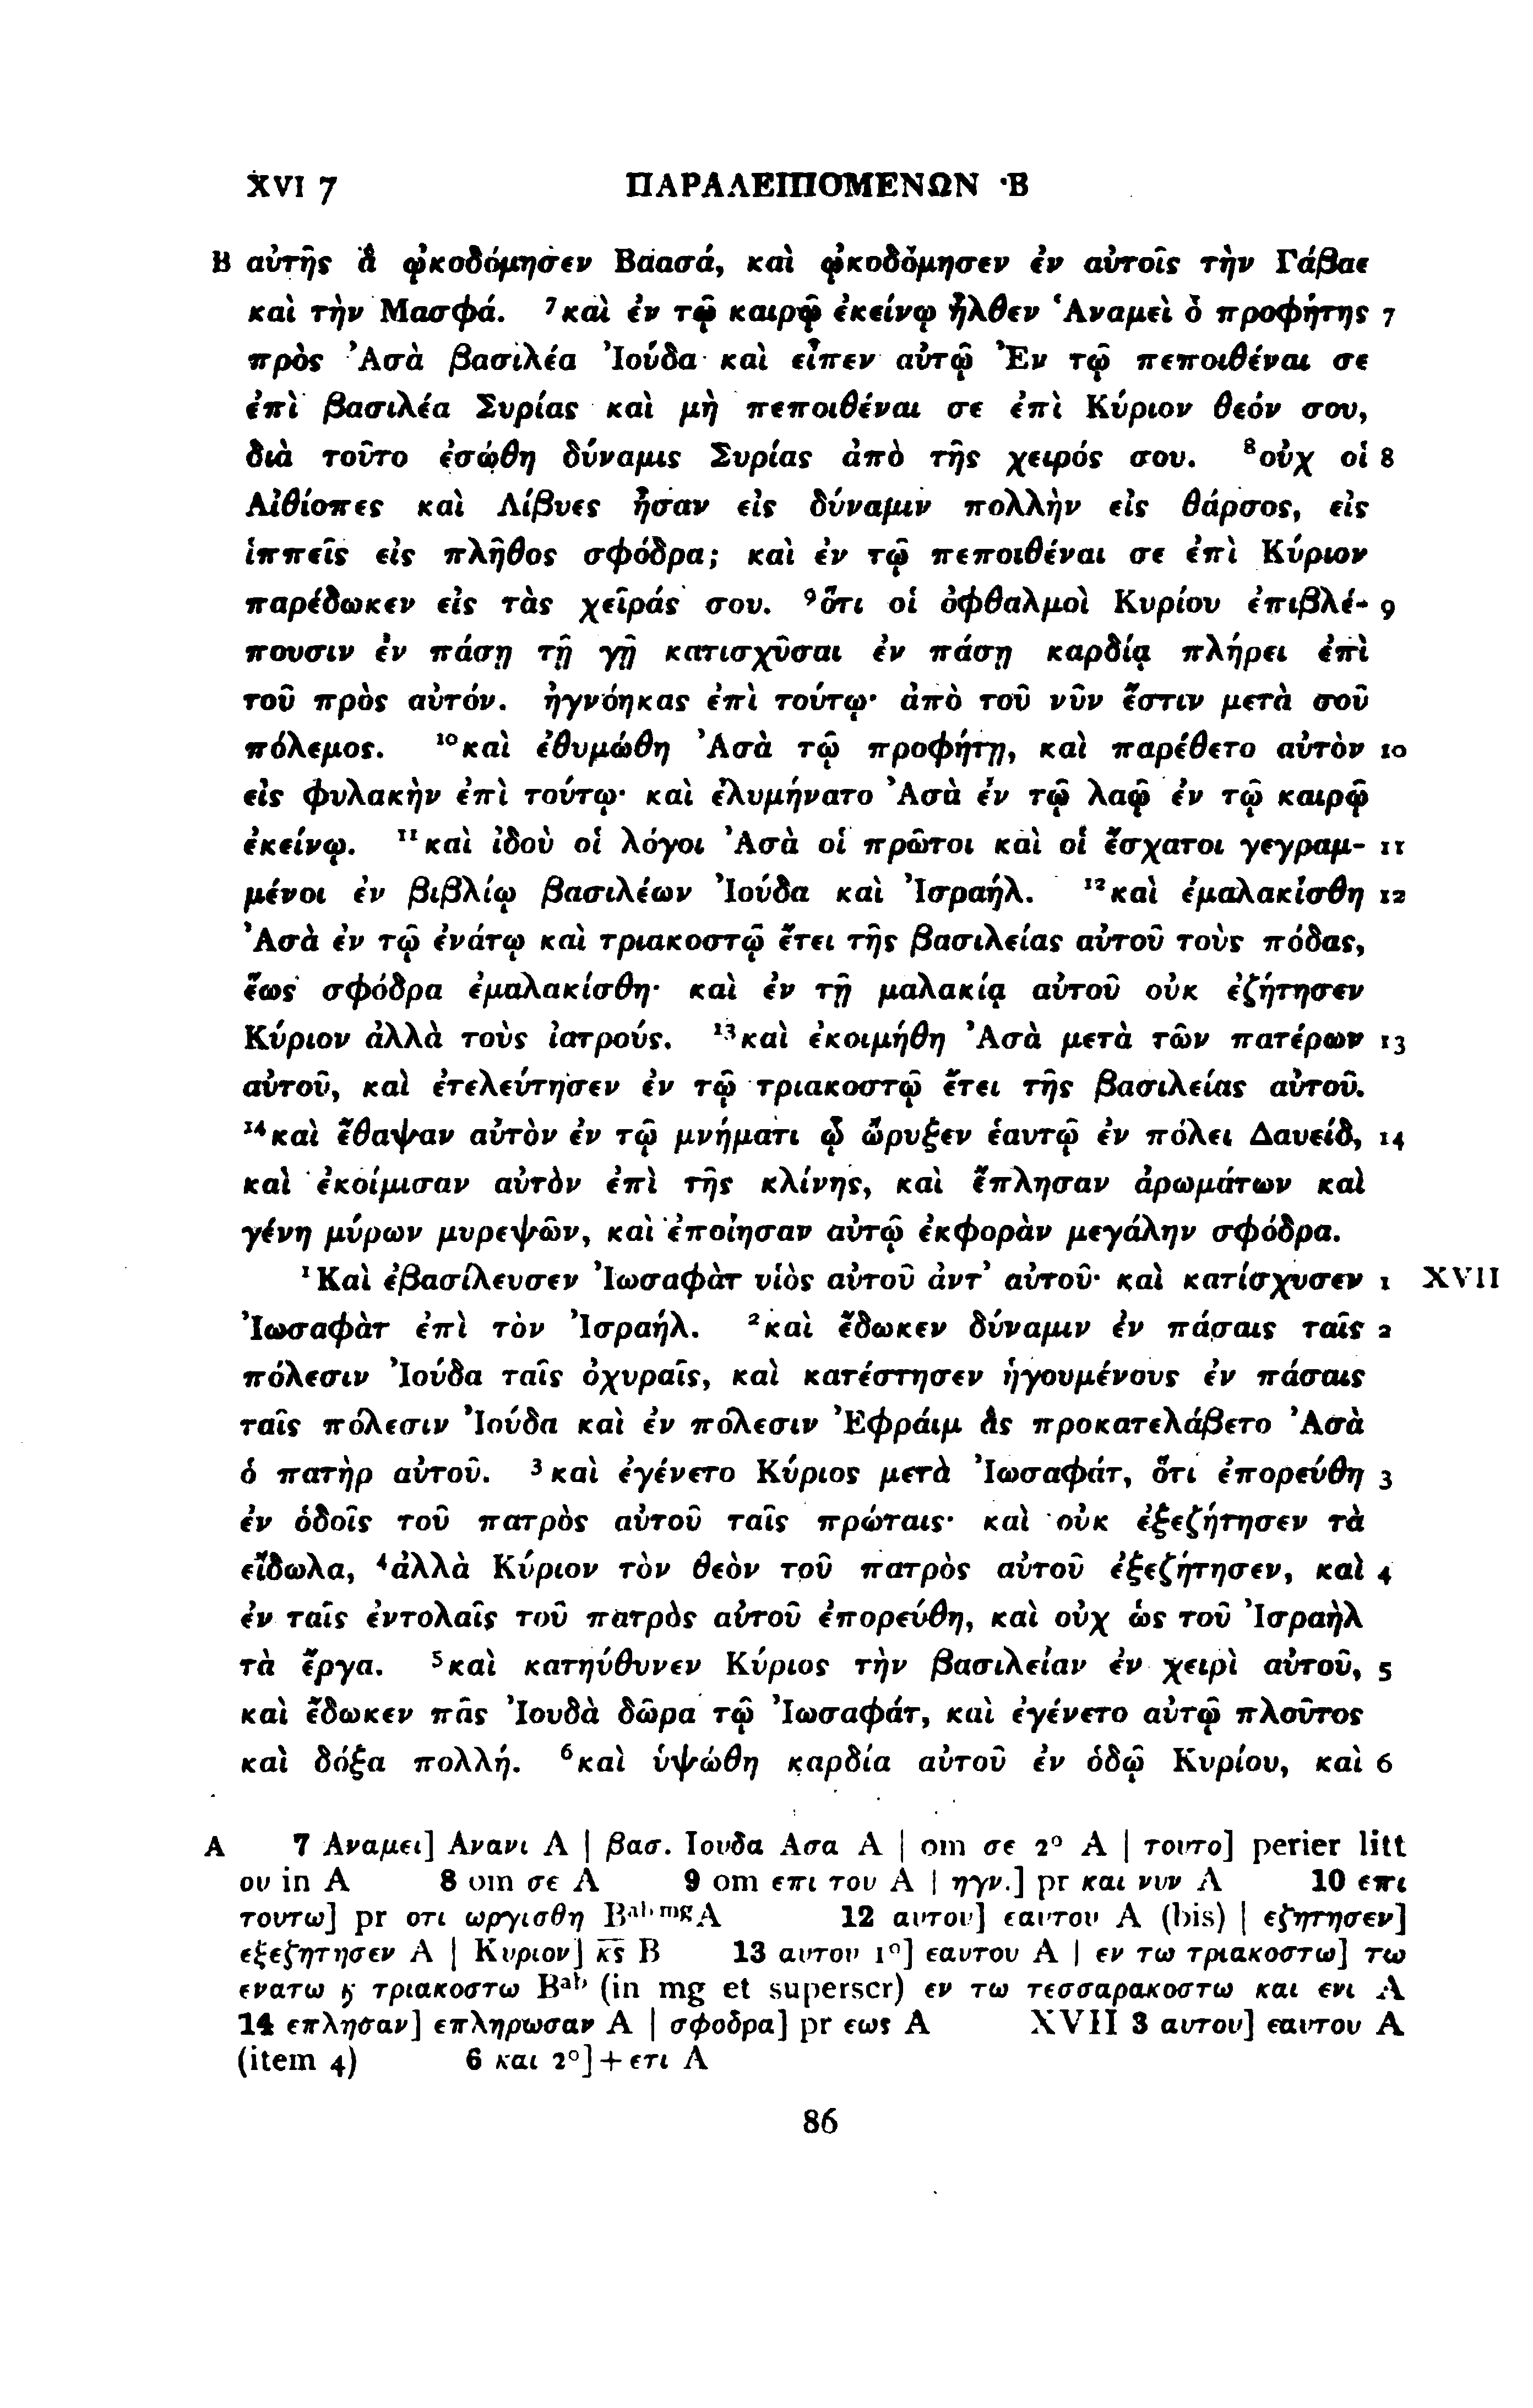 XVI 7 ΠΑΡΑΛΕΙΠΟΜΕΝΩΝ Β
B αὐτῆς ἃ ᾠκοδόμησεν Βαασά, καὶ ᾠκοδόμησεν ἐν αὐτοῖς τὴν Γάβαε
καὶ τὴν Μασφά. ⁷καὶ ἐν τῷ καιρῷ ἐκείνῳ ἦλθεν Ἁναμεὶ ὁ προφήτης 7
πρὸς Ἀσὰ βασιλέα Ἰούδα καὶ εἶπεν αὐτῷ Ἐν τῷ πεποιθέναι σε
ἐπὶ βασιλέα Συρίας καὶ μὴ πεποιθέναι σε ἐπὶ Κύριον θεόν σου,
διὰ τοῦτο ἐσώθη δύναμις Συρίας ἀπὸ τῆς χειρός σου. ⁸οὐχ οἱ 8
Αἰθίοπες καὶ Λίβυες ἦσαν εἰς δύναμιν πολλὴν εἰς θάρσος, εἰς
ἱππεῖς εἰς πλῆθος σφόδρα; καὶ ἐν τῷ πεποιθέναι σε ἐπὶ Κύριον
παρέδωκεν εἰς τὰς χεῖράς σου. ⁹ὅτι οἱ ὀφθαλμοὶ Κυρίου ἐπιβλέ- 9
πουσιν ἐν πάσῃ τῇ γῇ κατισχῦσαι ἐν πάσῃ καρδίᾳ πλήρει ἐπὶ
τοῦ πρὸς αὐτόν. ἠγνόηκας ἐπὶ τούτῳ· ἀπὸ τοῦ νῦν ἔστιν μετὰ σοῦ
πόλεμος. ¹⁰καὶ ἐθυμώθη Ἀσὰ τῷ προφήτῃ, καὶ παρέθετο αὐτὸν 10
εἰς φυλακὴν ἐπὶ τούτῳ· καὶ ἐλυμήνατο Ἀσὰ ἐν τῷ λαῷ ἐν τῷ καιρῷ
ἐκείνῳ. ¹¹καὶ ἰδοὺ οἱ λόγοι Ἀσὰ οἱ πρῶτοι καὶ οἱ ἔσχατοι γεγραμ- 11
μένοι ἐν βιβλίῳ βασιλέων Ἰούδα καὶ Ἰσραήλ. ¹²καὶ ἐμαλακίσθη 12
Ἀσὰ ἐν τῷ ἐνάτῳ καὶ τριακοστῷ ἔτει τῆς βασιλείας αὐτοῦ τοὺς πόδας,
ἕως σφόδρα ἐμαλακίσθη· καὶ ἐν τῇ μαλακίᾳ αὐτοῦ οὐκ ἐζήτησεν
Κύριον ἀλλὰ τοὺς ἰατρούς. ¹³καὶ ἐκοιμήθη Ἀσὰ μετὰ τῶν πατέρων 13
αὐτοῦ, καὶ ἐτελεύτησεν ἐν τῷ τριακοστῷ ἔτει τῆς βασιλείας αὐτοῦ.
¹⁴καὶ ἔθαψαν αὐτὸν ἐν τῷ μνήματι ᾧ ὤρυξεν ἑαυτῷ ἐν πόλει Δαυείδ, 14
καὶ ἐκοίμισαν αὐτὸν ἐπὶ τῆς κλίνης, καὶ ἔπλησαν ἀρωμάτων καὶ
γένη μύρων μυρεψῶν, καὶ ἐποίησαν αὐτῷ ἐκφορὰν μεγάλην σφόδρα.
¹Καὶ ἐβασίλευσεν Ἰωσαφὰτ υἱὸς αὐτοῦ ἀντ’ αὐτοῦ· καὶ κατίσχυσεν 1 XVII
Ἰωσαφὰτ ἐπὶ τὸν Ἰσραήλ. ²καὶ ἔδωκεν δύναμιν ἐν πάσαις ταῖς 2
πόλεσιν Ἰούδα ταῖς ὀχυραῖς, καὶ κατέστησεν ἡγουμένους ἐν πάσαις
ταῖς πόλεσιν Ἰούδα καὶ ἐν πόλεσιν Ἐφράιμ ἃς προκατελάβετο Ἀσὰ
ὁ πατὴρ αὐτοῦ. ³καὶ ἐγένετο Κύριος μετὰ Ἰωσαφάτ, ὅτι ἐπορεύθη 3
ἐν ὁδοῖς τοῦ πατρὸς αὐτοῦ ταῖς πρώταις· καὶ οὐκ ἐξεζήτησεν τὰ
εἴδωλα, ⁴ἀλλὰ Κύριον τὸν θεὸν τοῦ πατρὸς αὐτοῦ ἐξεζήτησεν, καὶ 4
ἐν ταῖς ἐντολαῖς τοῦ πατρὸς αὐτοῦ ἐπορεύθη, καὶ οὐχ ὡς τοῦ Ἰσραὴλ
τὰ ἔργα. ⁵καὶ κατηύθυνεν Κύριος τὴν βασιλείαν ἐν χειρὶ αὐτοῦ, 5
καὶ ἔδωκεν πᾶς Ἰουδὰ δῶρα τῷ Ἰωσαφάτ, καὶ ἐγένετο αὐτῷ πλοῦτος
καὶ δόξα πολλή. ⁶καὶ ὑψώθη καρδία αὐτοῦ ἐν ὁδῷ Κυρίου, καὶ 6
A 7 Αναμει] Ανανι A | βασ. Ιουδα Ασα A | om σε 2° A | τουτο] perier litt
ου in A 8 om σε A 9 om επι του A | ηγν.] pr και νυν A 10 επι
τουτω] pr οτι ωργισθη Bᵃᵇ ᵐᵍA 12 αυτου] εαυτου A (bis) | εζητησεν]
εξεζητησεν A | Κυριον] κ̅ς̅ B 13 αυτου 1°] εαυτου A | εν τω τριακοστω] τω
ενατω ϗ τριακοστω Bᵃᵇ (in mg et superscr) εν τω τεσσαρακοστω και ενι A
14 επλησαν] επληρωσαν A | σφοδρα] pr εως A XVII 3 αυτου] εαυτου A
(item 4) 6 και 2°]+ετι A
86